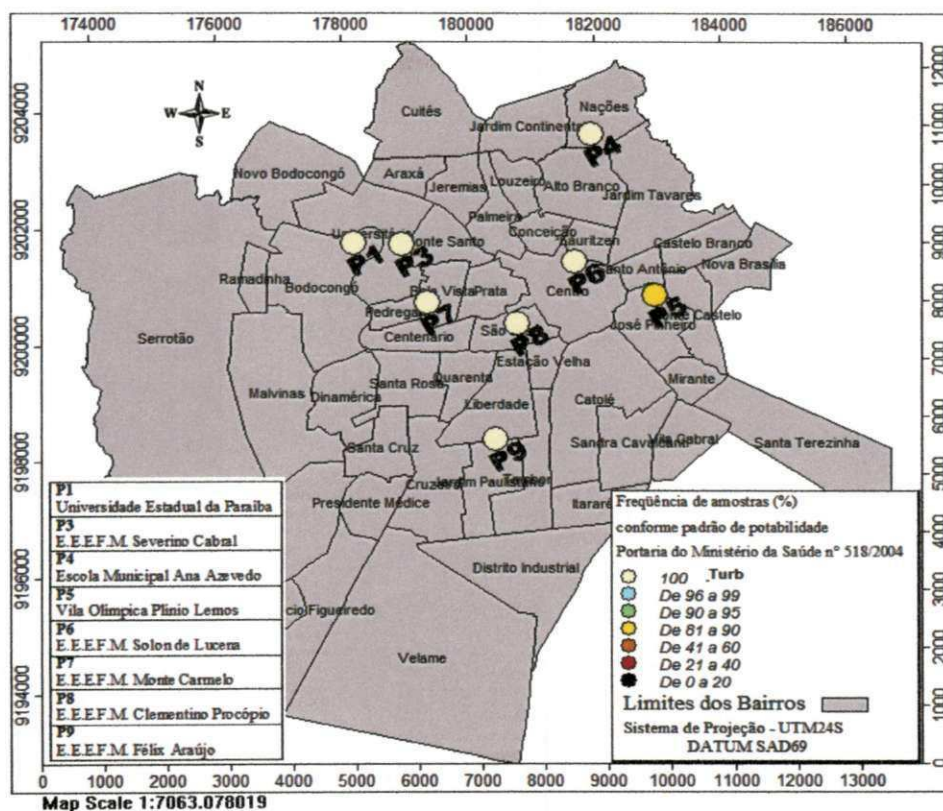 174000 176000 178000 180000 182000 184000 186000
9204000
9202000
9200000
9198000
9196000
9194000
12000
11000
10000
9000
8000
7000
6000
5000
4000
3000
2000
1000
0
N
W E
S
Cuités
Nações
Jardim Continental
P4
Novo Bodocongó
Araxá
Jeremias
Louzeiro
Alto Branco
Jardim Tavares
Palmeira
Conceição
Lauritzen
Castelo Branco
Monte Santo
P1
P3
P6
Santo Antônio
Nova Brasília
Ramadinha
Bodocongó
Bela Vista
Prata
Centro
P5
Monte Castelo
José Pinheiro
Pedregal
P7
P8
São
Centenário
Serrotão
Estação Velha
Mirante
Malvinas
Dinamérica
Santa Rosa
Quarenta
Liberdade
Catolé
Santa Cruz
P9
Sandra Cavalcante
Vila Cabral
Santa Terezinha
Presidente Médice
Itararé
Distrito Industrial
Figueiredo
Velame
P1
Universidade Estadual da Paraiba
P3
E.E.E.F.M. Severino Cabral
P4
Escola Municipal Ana Azevedo
P5
Vila Olimpica Plinio Lemos
P6
E.E.E.F.M. Solon de Lucena
P7
E.E.E.F.M. Monte Carmelo
P8
E.E.E.F.M. Clementino Procópio
P9
E.E.E.F.M. Félix Araújo
Freqüência de amostras (%)
conforme padrão de potabilidade
Portaria do Ministério da Saúde n° 518/2004
100 .Turb
De 96 a 99
De 90 a 95
De 81 a 90
De 41 a 60
De 21 a 40
De 0 a 20
Limites dos Bairros
Sistema de Projeção - UTM24S
DATUM SAD69
0 1000 2000 3000 4000 5000 6000 7000 8000 9000 10000 11000 12000 13000
Map Scale 1:7063.078019